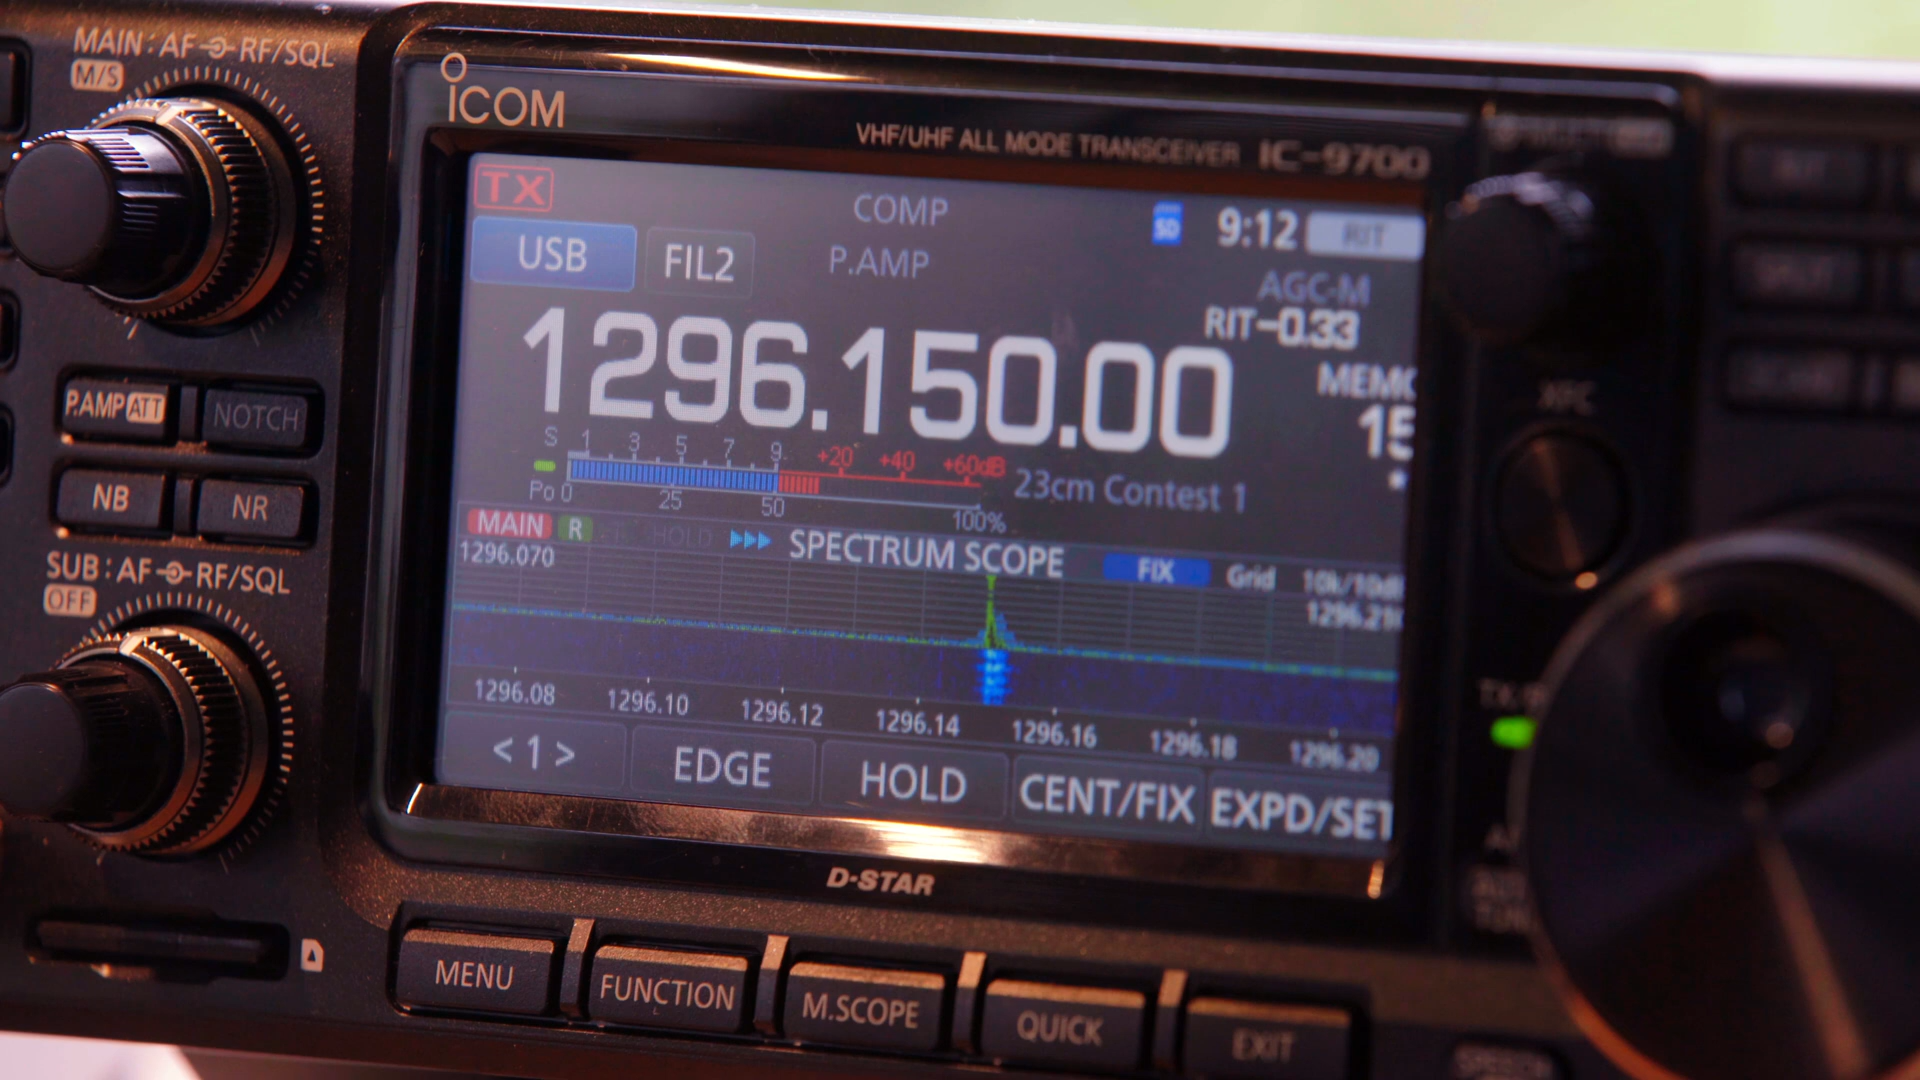 MAIN : AF RF/SQL
M/S
ICOM
VHF/UHF ALL MODE TRANSCEIVER IC-9700
TX
COMP
SD
9:12
RIT
USB
FIL2
P.AMP
AGC-M
RIT-0.33
1296.150.00
MEMO
15
S 1 3 5 7 9 +20 +40 +60dB
Po 0 25 50 100%
23cm Contest 1
P.AMP ATT
NOTCH
NB
NR
MAIN R HOLD SPECTRUM SCOPE FIX Grid 10k/10dB
1296.070
1296.210
1296.08 1296.10 1296.12 1296.14 1296.16 1296.18 1296.20
< 1 > EDGE HOLD CENT/FIX EXPD/SET
SUB : AF RF/SQL
OFF
XFC
D-STAR
MENU
FUNCTION
M.SCOPE
QUICK
EXIT
SPEECH